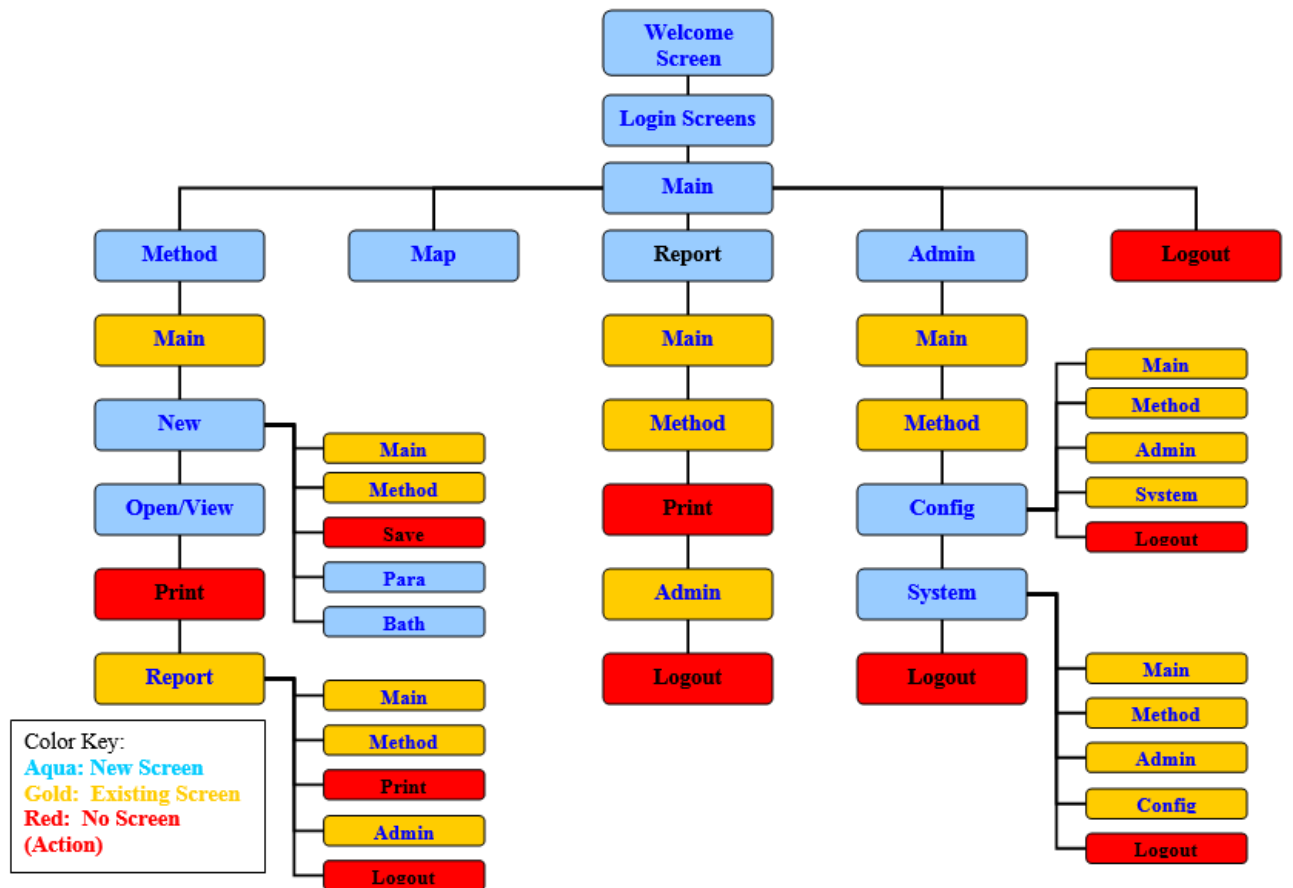 Welcome
Screen
Login Screens
Main
Method
Map
Report
Admin
Logout
Main
Main
Main
Main
New
Method
Method
Method
Main
Admin
Method
Open/View
Print
Config
System
Save
Logout
Print
Para
Admin
System
Bath
Report
Logout
Logout
Main
Main
Method
Method
Print
Admin
Admin
Config
Logout
Logout
Color Key:
Aqua: New Screen
Gold: Existing Screen
Red: No Screen
(Action)